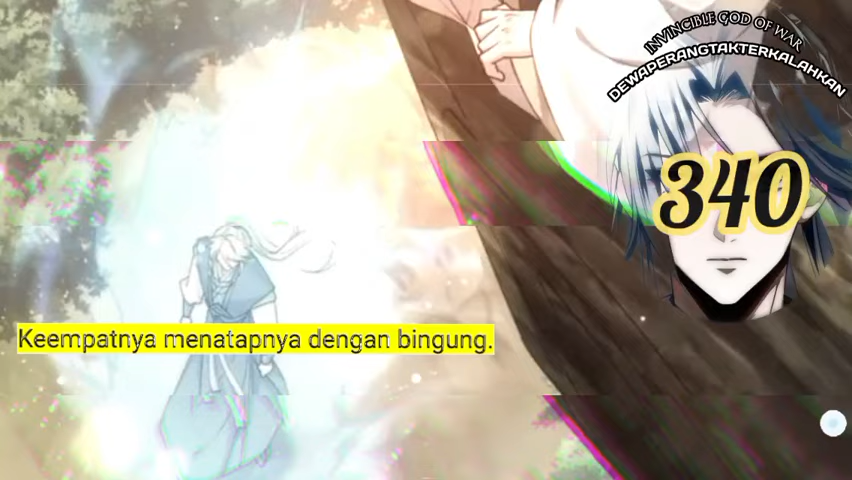 INVINCIBLE GOD OF WAR
DEWAPERANGTAKTERKALAHKAN
340
Keempatnya menatapnya dengan bingung.